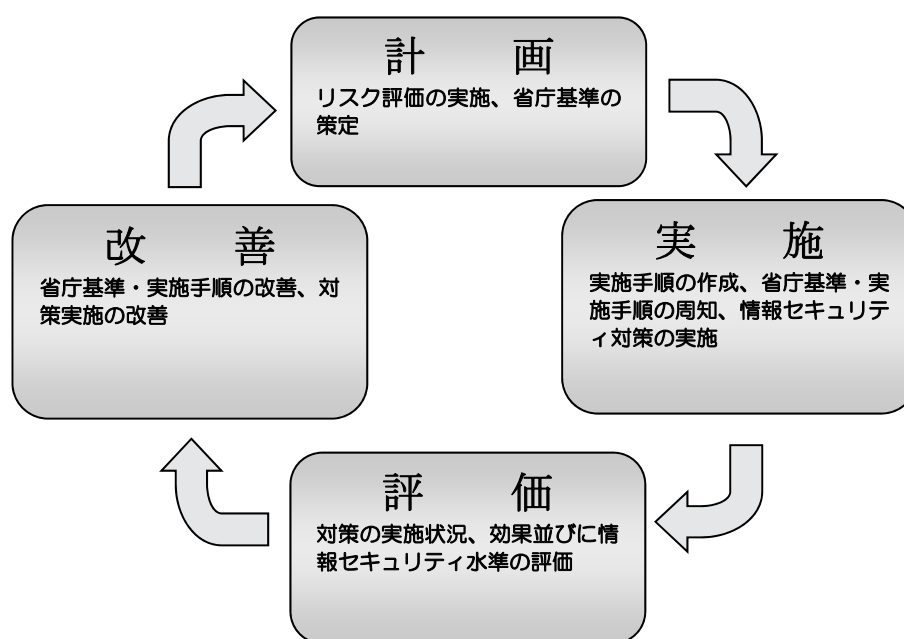 計 画
リスク評価の実施、省庁基準の
策定
改 善
省庁基準・実施手順の改善、対
策実施の改善
実 施
実施手順の作成、省庁基準・実
施手順の周知、情報セキュリテ
ィ対策の実施
評 価
対策の実施状況、効果並びに情
報セキュリティ水準の評価